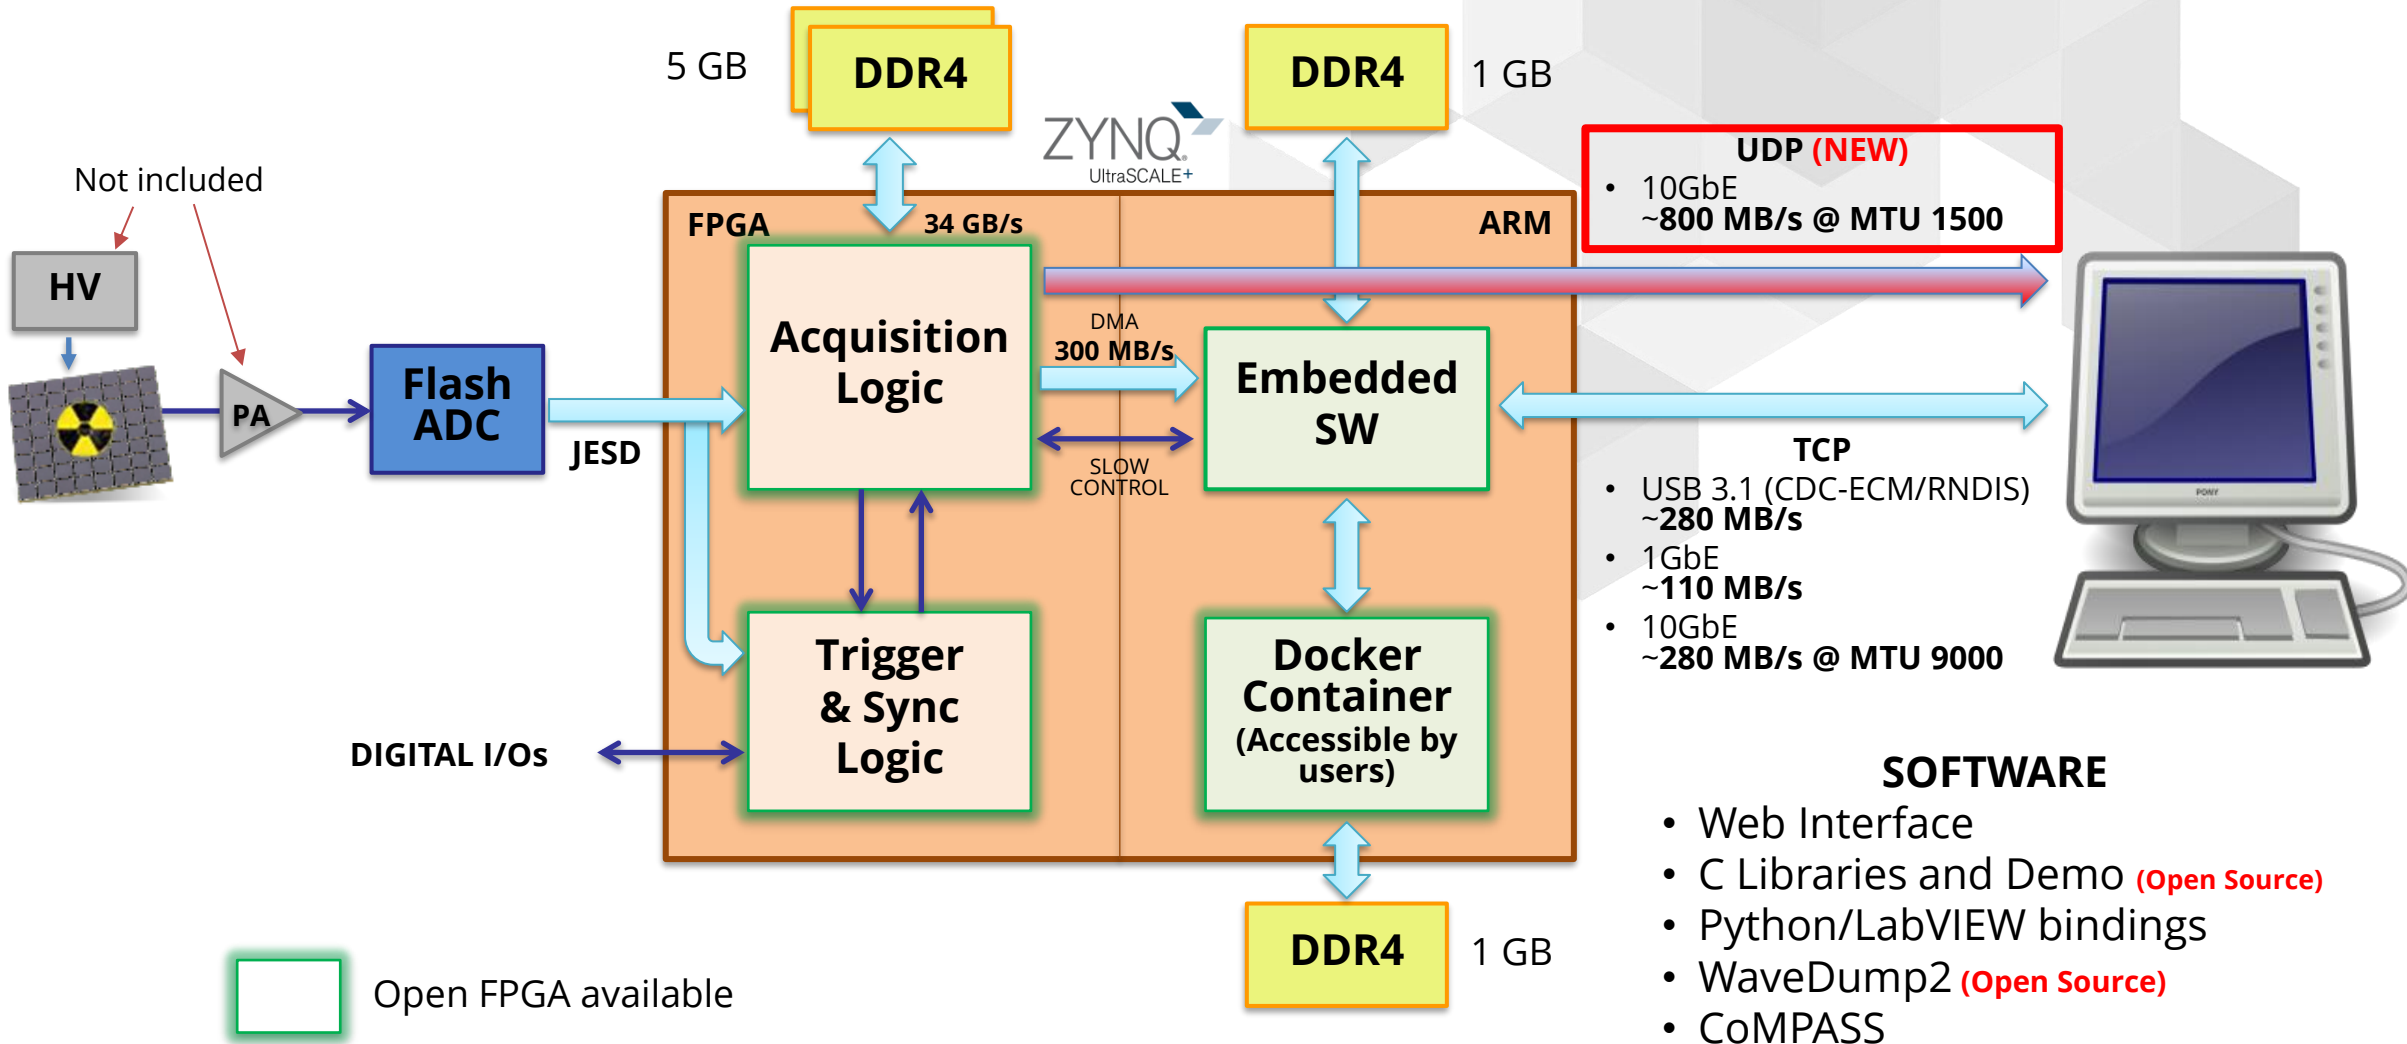 5 GB
DDR4
DDR4
1 GB
ZYNQ
UltraSCALE+
Not included
HV
PA
Flash
ADC
JESD
FPGA
34 GB/s
ARM
Acquisition
Logic
DMA
300 MB/s
SLOW
CONTROL
Embedded
SW
Trigger
& Sync
Logic
DIGITAL I/Os
Docker
Container
(Accessible by
users)
DDR4
1 GB
Open FPGA available
UDP (NEW)
• 10GbE
~800 MB/s @ MTU 1500
TCP
• USB 3.1 (CDC-ECM/RNDIS)
~280 MB/s
• 1GbE
~110 MB/s
• 10GbE
~280 MB/s @ MTU 9000
PONY
SOFTWARE
• Web Interface
• C Libraries and Demo (Open Source)
• Python/LabVIEW bindings
• WaveDump2 (Open Source)
• CoMPASS